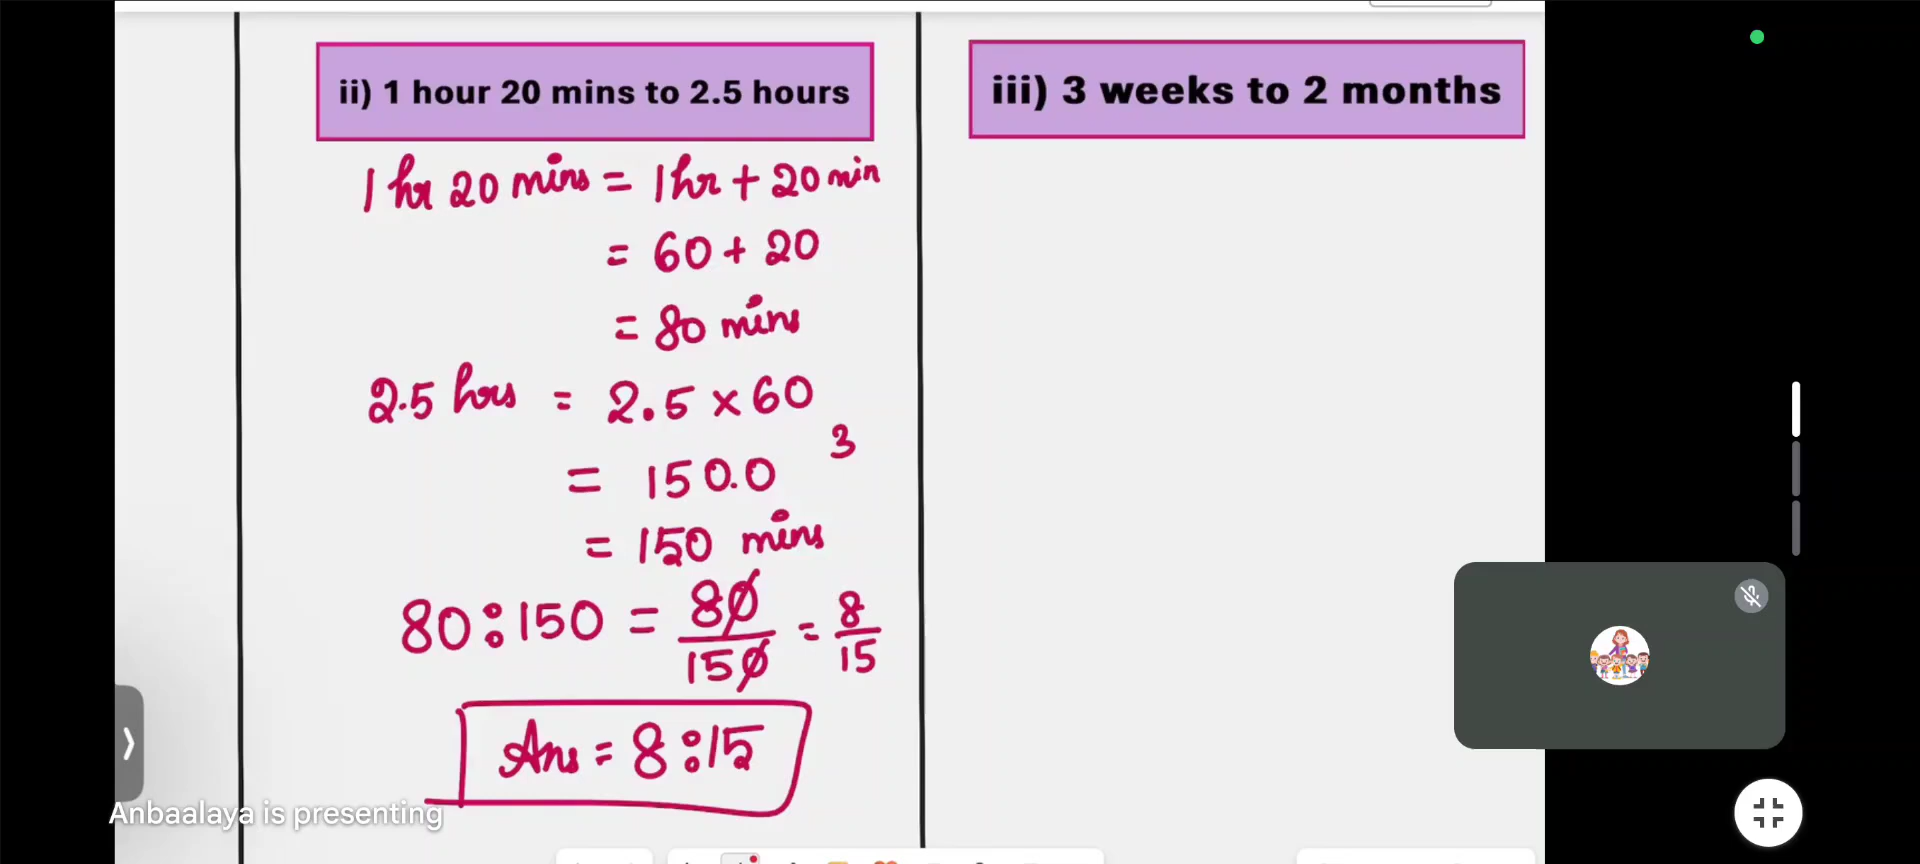 ii) 1 hour 20 mins to 2.5 hours
1 hr 20 mins = 1hr + 20 min
= 60 + 20
= 80 mins
2.5 hrs = 2.5 × 60
3
= 150.0
= 150 mins
80:150 = 80/150 = 8/15
Ans = 8:15
iii) 3 weeks to 2 months
Anbaalaya is presenting